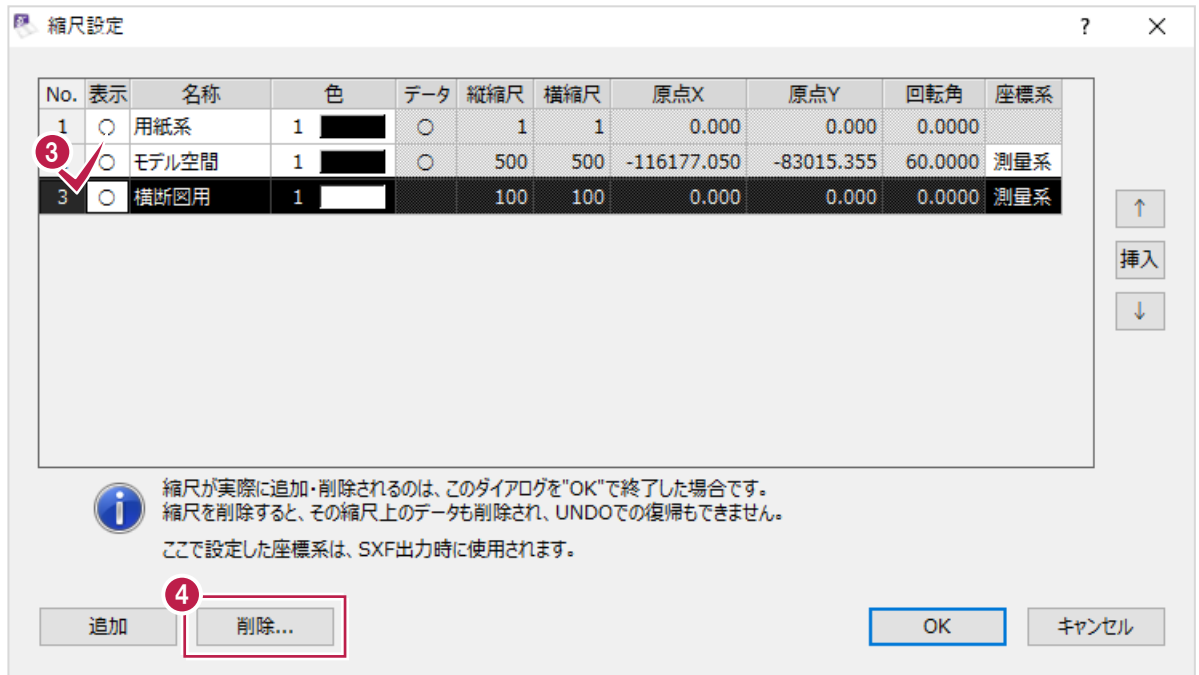 縮尺設定 ? ×
No. 表示 名称 色 データ 縦縮尺 横縮尺 原点X 原点Y 回転角 座標系
1 ○ 用紙系 1 ○ 1 1 0.000 0.000 0.0000
3 ○ モデル空間 1 ○ 500 500 -116177.050 -83015.355 60.0000 測量系
3 ○ 横断図用 1 100 100 0.000 0.000 0.0000 測量系
↑
挿入
↓
縮尺が実際に追加・削除されるのは、このダイアログを"OK"で終了した場合です。
縮尺を削除すると、その縮尺上のデータも削除され、UNDOでの復帰もできません。
ここで設定した座標系は、SXF出力時に使用されます。
4
追加 削除... OK キャンセル